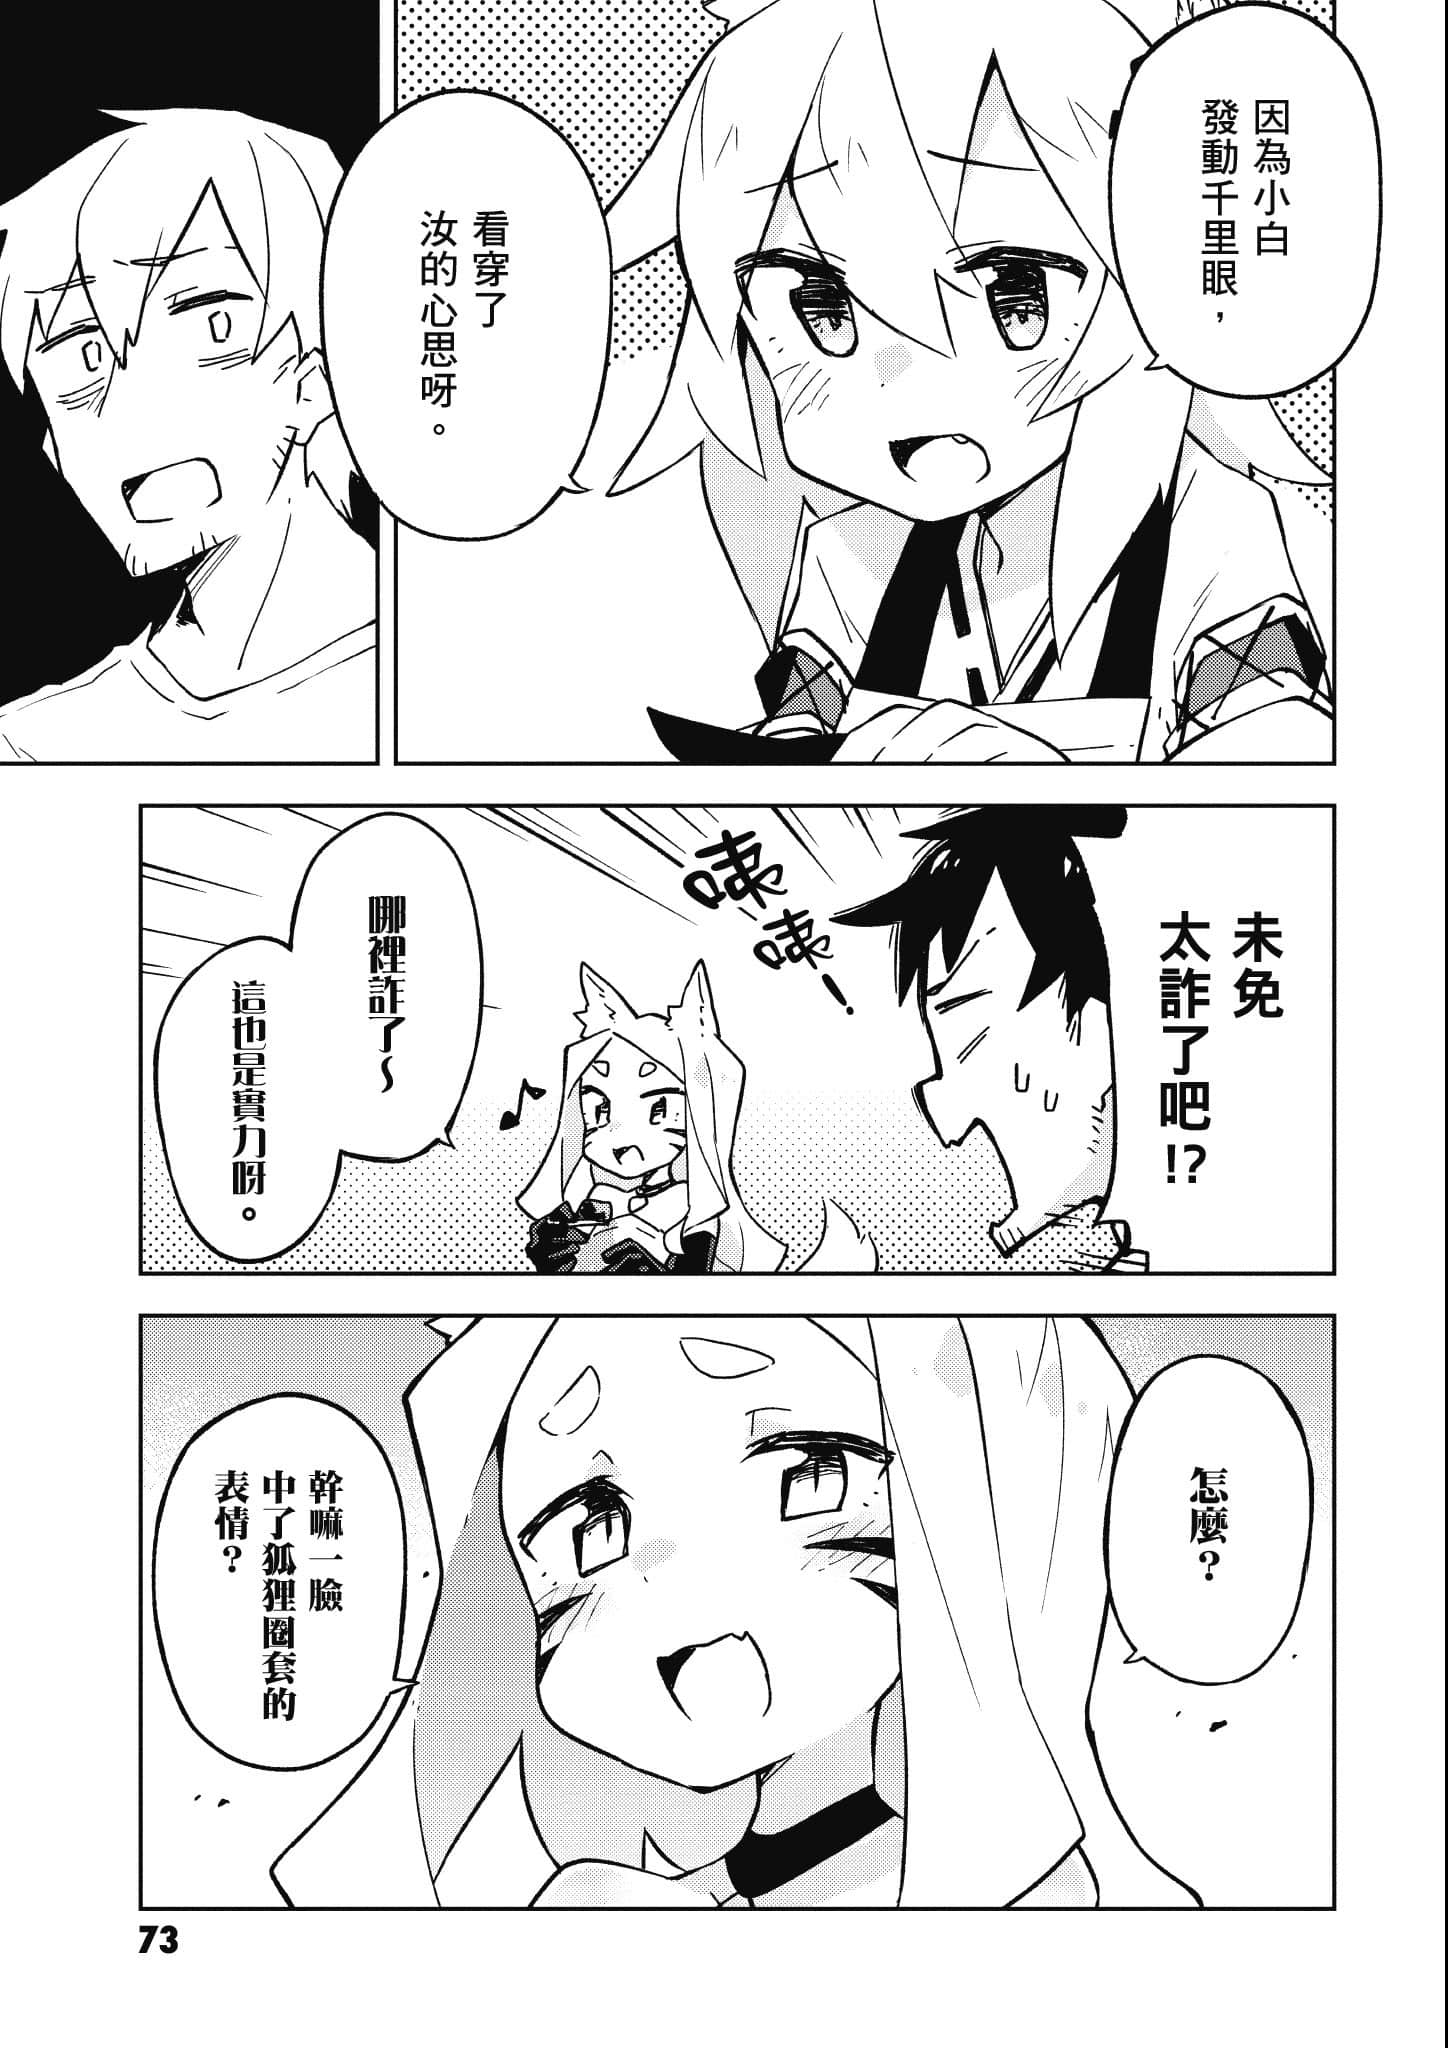 因為小白
發動千里眼，
看穿了
汝的心思呀。
未免
太詐了吧!?
咦
咦！
哪裡詐了～
這也是實力呀。
怎麼？
幹嘛一臉
中了狐狸圈套的
表情？
73